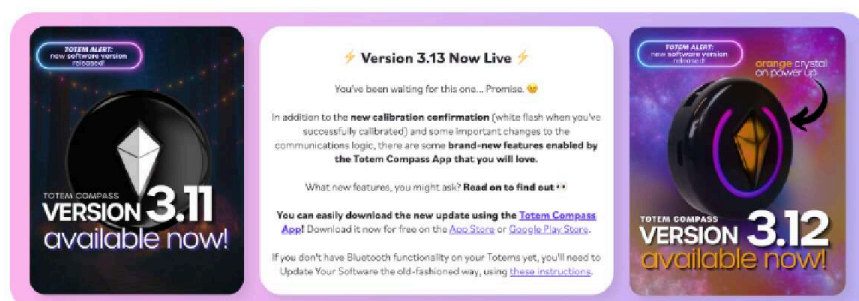 TOTEM ALERT:
new software version
released!
TOTEM COMPASS
VERSION 3.11
available now!
⚡ Version 3.13 Now Live ⚡
You've been waiting for this one... Promise. 😉
In addition to the new calibration confirmation (white flash when you've
successfully calibrated) and some important changes to the
communications logic, there are some brand-new features enabled by
the Totem Compass App that you will love.
What new features, you might ask? Read on to find out 👀
You can easily download the new update using the Totem Compass
App! Download it now for free on the App Store or Google Play Store.
If you don't have Bluetooth functionality on your Totems yet, you'll need to
Update Your Software the old-fashioned way, using these instructions.
TOTEM ALERT:
new software version
released!
orange crystal
on power up
TOTEM COMPASS
VERSION 3.12
available now!